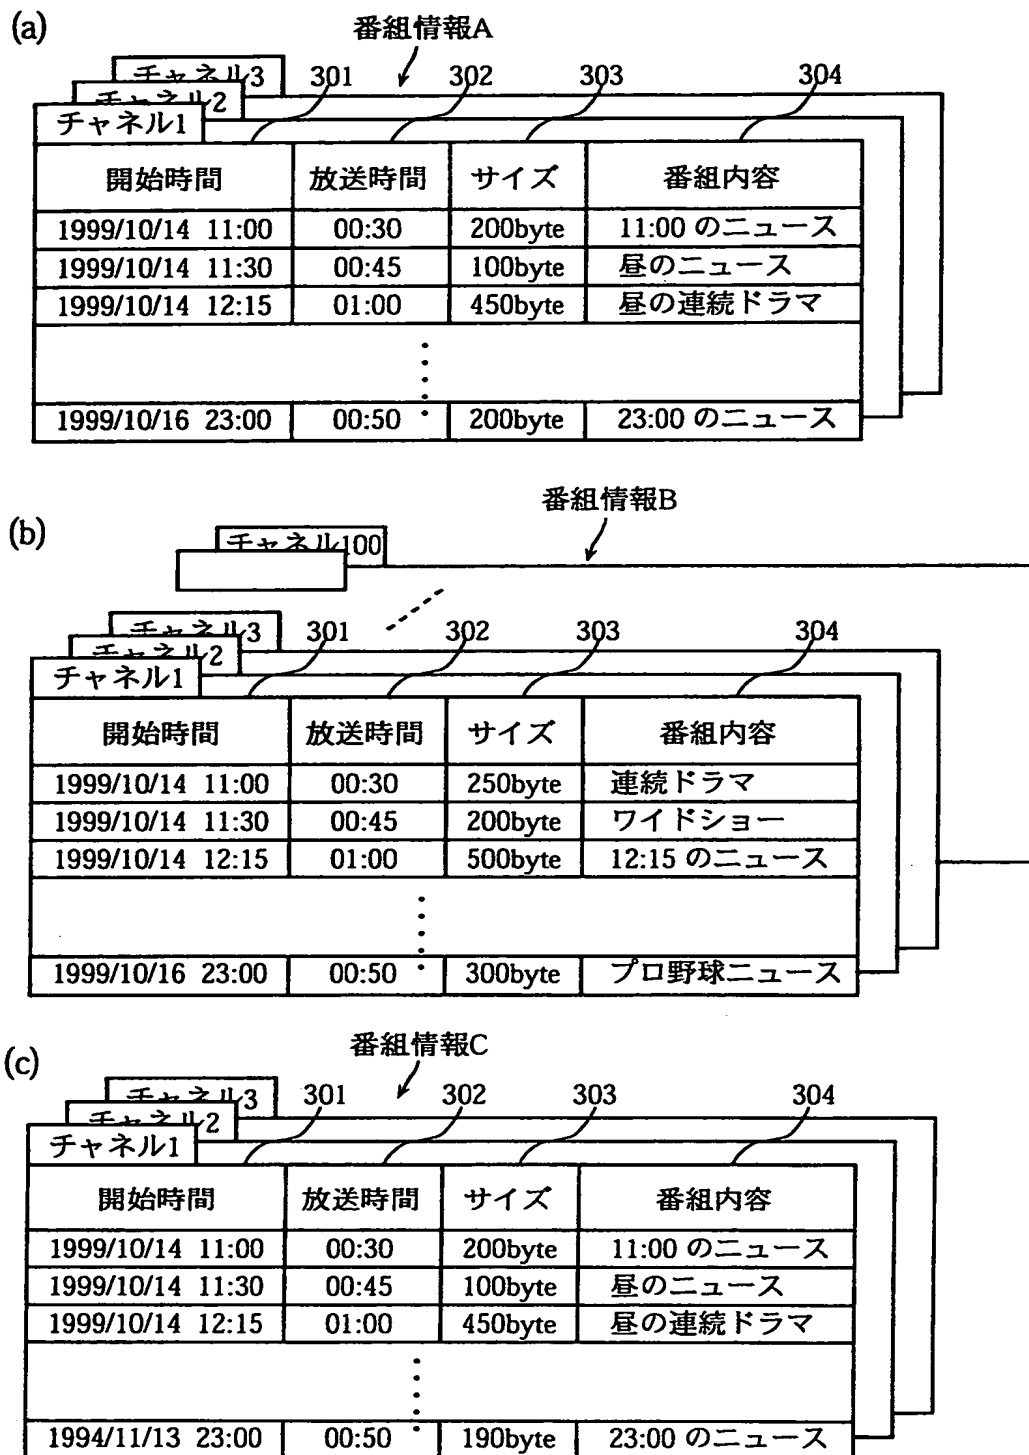 (a)
番組情報A
チャネル3 301 302 303 304
チャネル2
チャネル1
開始時間 放送時間 サイズ 番組内容
1999/10/14 11:00 00:30 200byte 11:00 のニュース
1999/10/14 11:30 00:45 100byte 昼のニュース
1999/10/14 12:15 01:00 450byte 昼の連続ドラマ
1999/10/16 23:00 00:50 200byte 23:00 のニュース
(b)
番組情報B
チャネル100
チャネル3 301 302 303 304
チャネル2
チャネル1
開始時間 放送時間 サイズ 番組内容
1999/10/14 11:00 00:30 250byte 連続ドラマ
1999/10/14 11:30 00:45 200byte ワイドショー
1999/10/14 12:15 01:00 500byte 12:15 のニュース
1999/10/16 23:00 00:50 300byte プロ野球ニュース
(c)
番組情報C
チャネル3 301 302 303 304
チャネル2
チャネル1
開始時間 放送時間 サイズ 番組内容
1999/10/14 11:00 00:30 200byte 11:00 のニュース
1999/10/14 11:30 00:45 100byte 昼のニュース
1999/10/14 12:15 01:00 450byte 昼の連続ドラマ
1994/11/13 23:00 00:50 190byte 23:00 のニュース